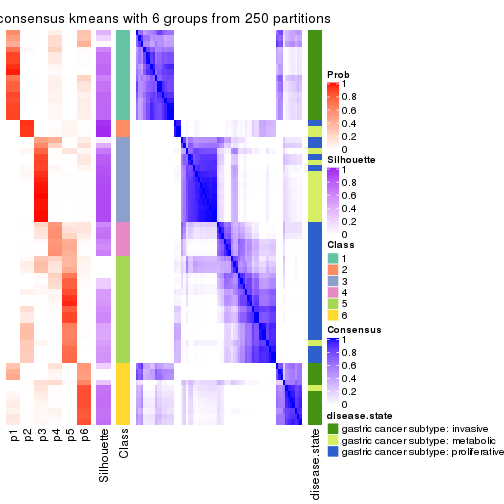 consensus kmeans with 6 groups from 250 partitions
Prob
1
0.8
0.6
0.4
0.2
0
Silhouette
1
0.8
0.6
0.4
0.2
0
Class
1
2
3
4
5
6
Consensus
1
0.8
0.6
0.4
0.2
0
disease.state
gastric cancer subtype: invasive
gastric cancer subtype: metabolic
gastric cancer subtype: proliferative
p1
p2
p3
p4
p5
p6
Silhouette
Class
disease.state